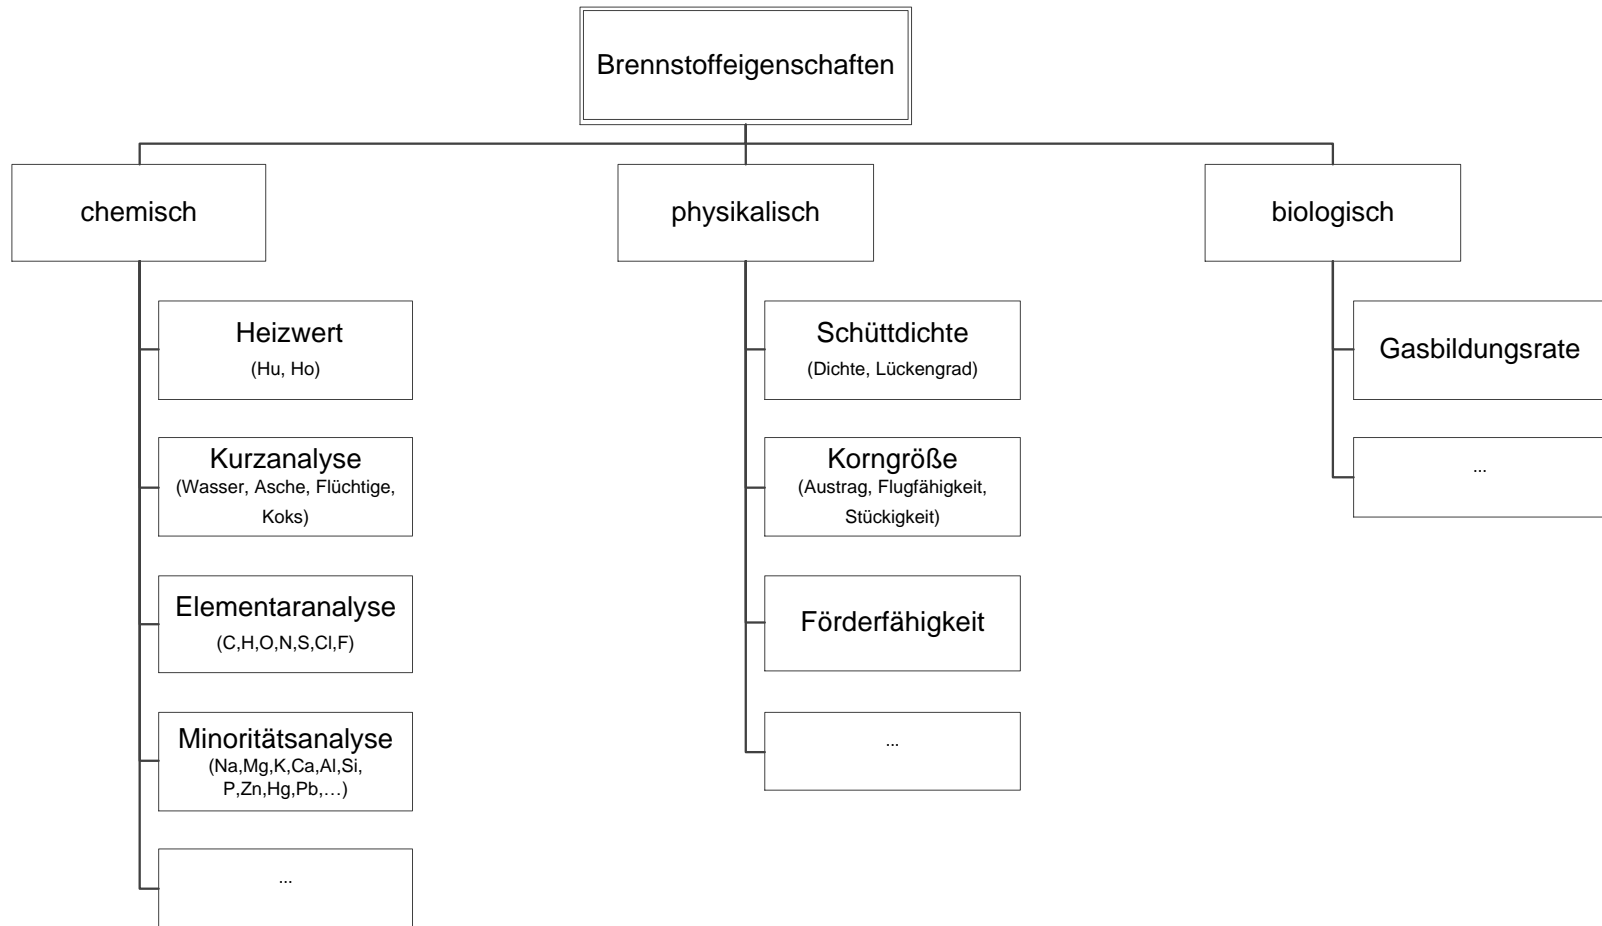 Brennstoffeigenschaften
chemisch
physikalisch
biologisch
Heizwert
(Hu, Ho)
Kurzanalyse
(Wasser, Asche, Flüchtige,
Koks)
Elementaranalyse
(C,H,O,N,S,Cl,F)
Minoritätsanalyse
(Na,Mg,K,Ca,Al,Si,
P,Zn,Hg,Pb,…)
...
Schüttdichte
(Dichte, Lückengrad)
Korngröße
(Austrag, Flugfähigkeit,
Stückigkeit)
Förderfähigkeit
...
Gasbildungsrate
...